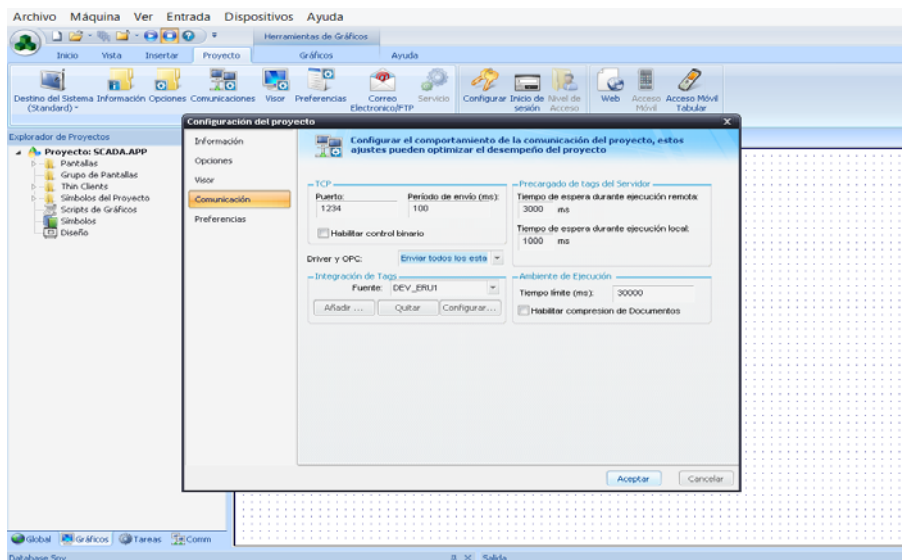 Archivo Máquina Ver Entrada Dispositivos Ayuda
Herramientas de Gráficos
Inicio Vista Insertar Proyecto Gráficos Ayuda
Destino del Sistema (Standard) Información Opciones Comunicaciones Visor Preferencias Correo Electronico/FTP Servicio Configurar Inicio de sesión Nivel de Acceso Web Acceso Móvil Acceso Móvil Tabular
Explorador de Proyectos
Proyecto: SCADA.APP
Pantallas
Grupo de Pantallas
Thin Clients
Símbolos del Proyecto
Scripts de Gráficos
Símbolos
Diseño
Configuración del proyecto X
Información
Opciones
Visor
Comunicación
Preferencias
Configurar el comportamiento de la comunicación del proyecto, estos
ajustes pueden optimizar el desempeño del proyecto
TCP
Puerto: Período de envío (ms):
1234 100
Habilitar control binario
Driver y OPC: Enviar todos los esta
Integración de Tags
Fuente: DEV_ERU1
Añadir ... Quitar Configurar...
Precargado de tags del Servidor
Tiempo de espera durante ejecución remota:
3000 ms
Tiempo de espera durante ejecución local:
1000 ms
Ambiente de Ejecución
Tiempo límite (ms): 30000
Habilitar compresion de Documentos
Aceptar Cancelar
Global Gráficos Tareas Comm
Database Spy Salida